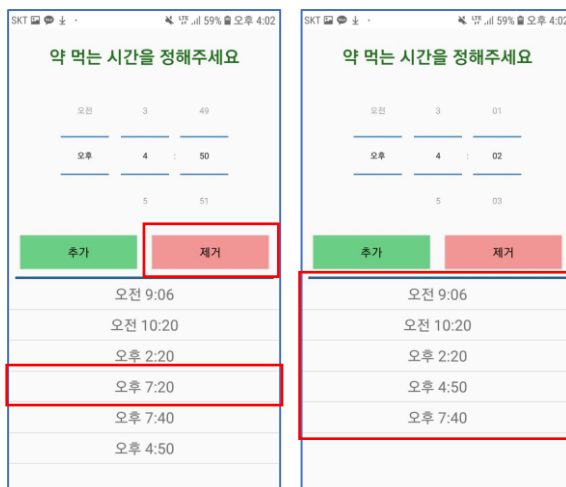 SKT 59% 오후 4:02
약 먹는 시간을 정해주세요
오전 3 49
오후 4 : 50
5 51
추가 제거
오전 9:06
오전 10:20
오후 2:20
오후 7:20
오후 7:40
오후 4:50
SKT 59% 오후 4:02
약 먹는 시간을 정해주세요
오전 3 01
오후 4 : 02
5 03
추가 제거
오전 9:06
오전 10:20
오후 2:20
오후 4:50
오후 7:40